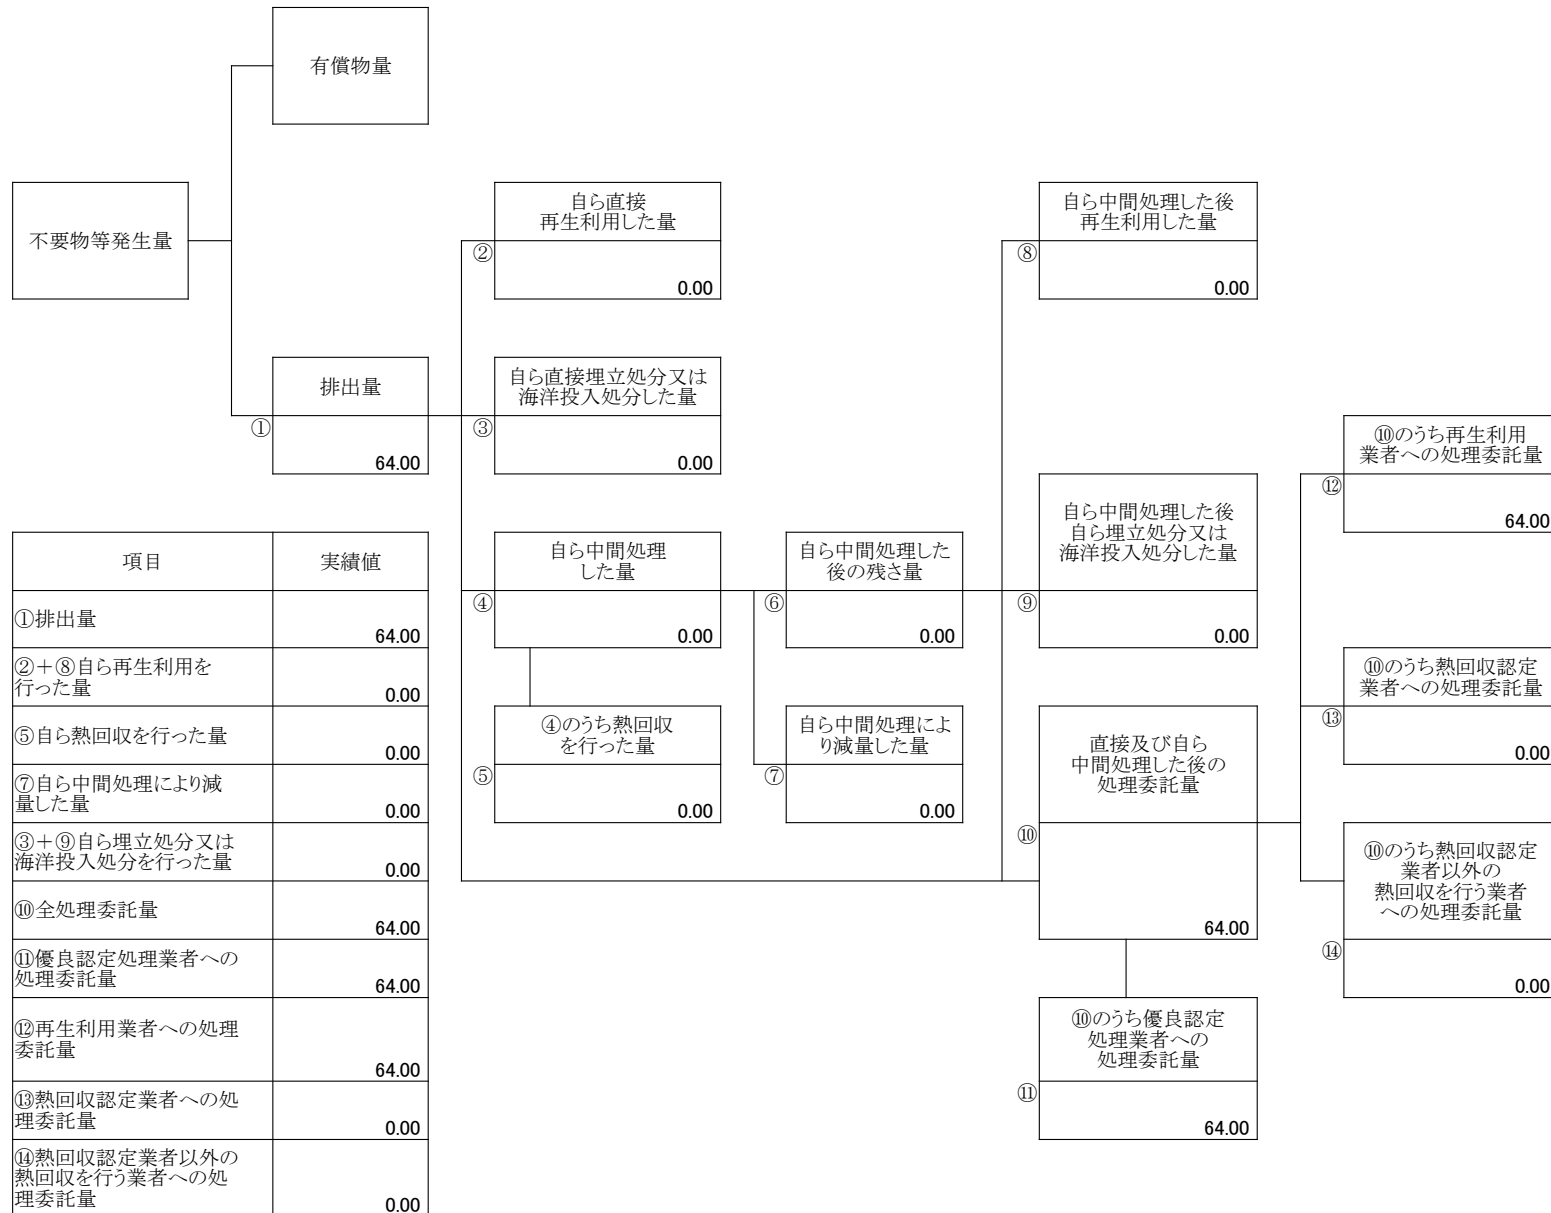 有償物量
不要物等発生量
自ら直接
再生利用した量
②
0.00
自ら中間処理した後
再生利用した量
⑧
0.00
排出量
①
64.00
自ら直接埋立処分又は
海洋投入処分した量
③
0.00
⑩のうち再生利用
業者への処理委託量
⑫
64.00
自ら中間処理
した量
④
0.00
自ら中間処理した
後の残さ量
⑥
0.00
自ら中間処理した後
自ら埋立処分又は
海洋投入処分した量
⑨
0.00
⑩のうち熱回収認定
業者への処理委託量
⑬
0.00
④のうち熱回収
を行った量
⑤
0.00
自ら中間処理によ
り減量した量
⑦
0.00
直接及び自ら
中間処理した後の
処理委託量
⑩
64.00
⑩のうち熱回収認定
業者以外の
熱回収を行う業者
への処理委託量
⑭
0.00
⑩のうち優良認定
処理業者への
処理委託量
⑪
64.00
項目 実績値
①排出量
64.00
②+⑧自ら再生利用を
行った量
0.00
⑤自ら熱回収を行った量
0.00
⑦自ら中間処理により減
量した量
0.00
③+⑨自ら埋立処分又は
海洋投入処分を行った量
0.00
⑩全処理委託量
64.00
⑪優良認定処理業者への
処理委託量
64.00
⑫再生利用業者への処理
委託量
64.00
⑬熱回収認定業者への処
理委託量
0.00
⑭熱回収認定業者以外の
熱回収を行う業者への処
理委託量
0.00